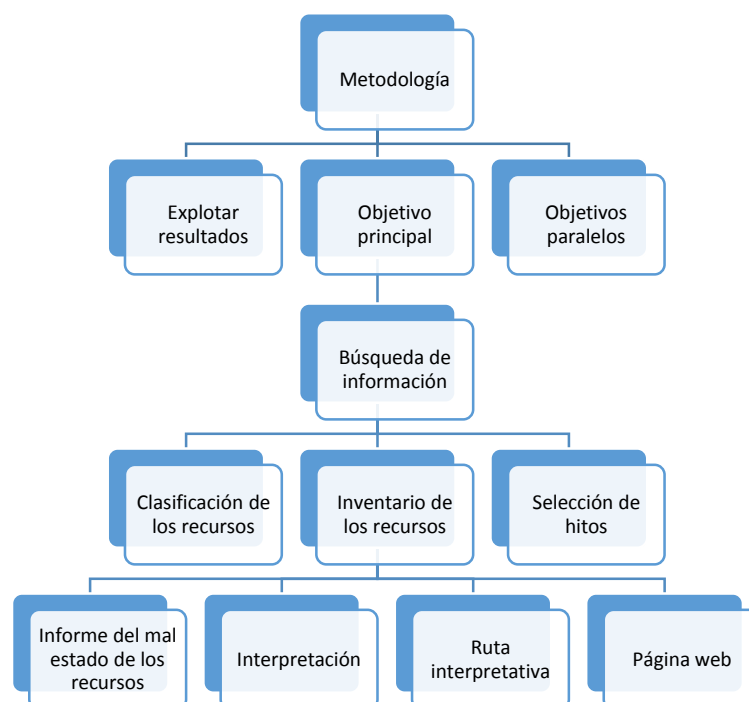 Metodología
Explotar
resultados
Objetivo
principal
Objetivos
paralelos
Búsqueda de
información
Clasificación de
los recursos
Inventario de
los recursos
Selección de
hitos
Informe del mal
estado de los
recursos
Interpretación
Ruta
interpretativa
Página web